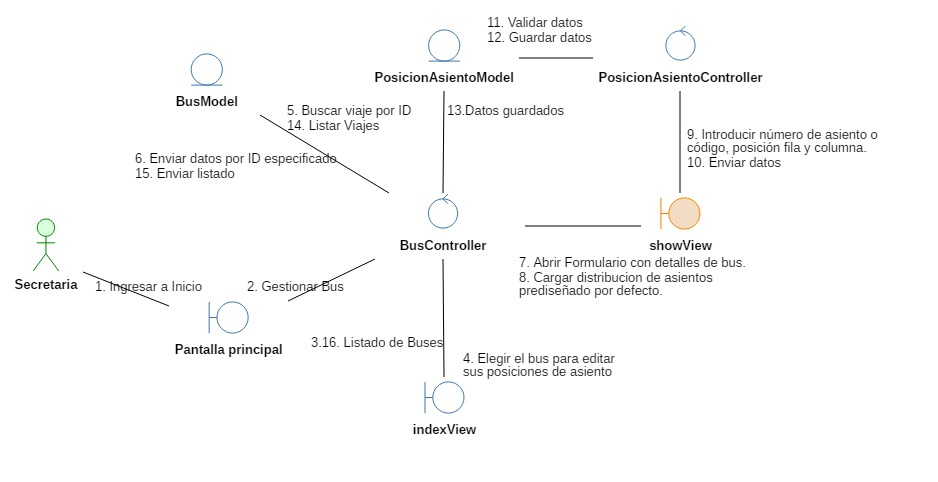 11. Validar datos
12. Guardar datos
PosicionAsientoModel
PosicionAsientoController
BusModel
5. Buscar viaje por ID
14. Listar Viajes
13.Datos guardados
9. Introducir número de asiento o
código, posición fila y columna.
10. Enviar datos
6. Enviar datos por ID especificado
15. Enviar listado
BusController
showView
7. Abrir Formulario con detalles de bus.
8. Cargar distribucion de asientos
prediseñado por defecto.
Secretaria
1. Ingresar a Inicio
2. Gestionar Bus
Pantalla principal
3.16. Listado de Buses
4. Elegir el bus para editar
sus posiciones de asiento
indexView